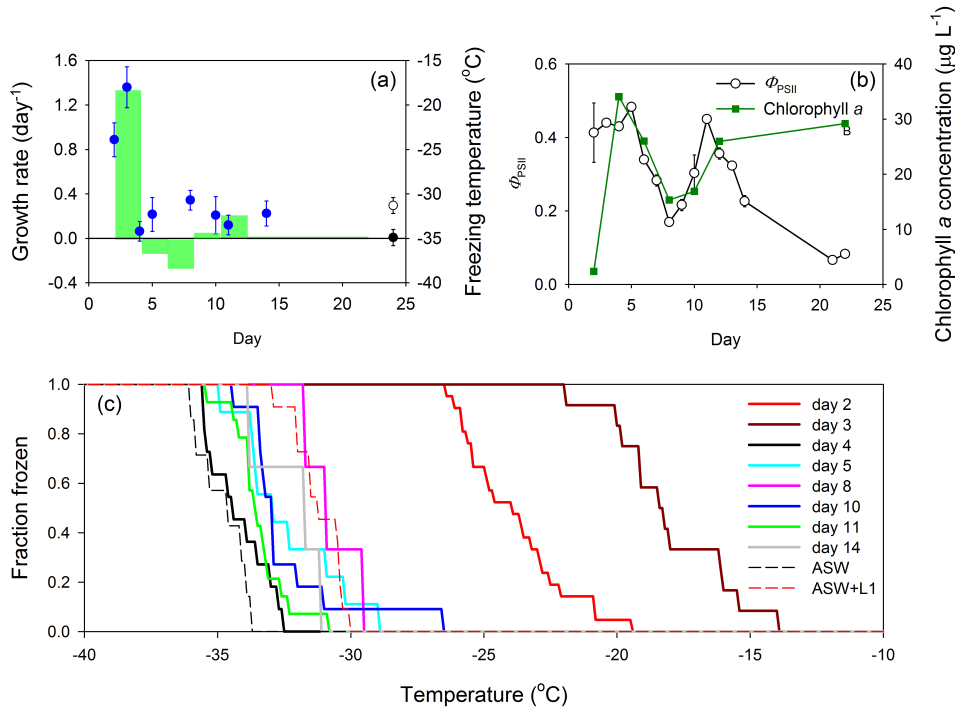 (a)
Growth rate (day-1)
1.6
1.2
0.8
0.4
0.0
-0.4
0
5
10
15
20
25
Day
-15
-20
-25
-30
-35
-40
Freezing temperature (oC)
(b)
ΦPSII
Chlorophyll a
ΦPSII
0.6
0.4
0.2
0.0
0
5
10
15
20
25
Day
40
30
20
10
0
Chlorophyll a concentration (µg L-1)
B
(c)
Fraction frozen
1.0
0.8
0.6
0.4
0.2
0.0
-40
-35
-30
-25
-20
-15
-10
Temperature (oC)
day 2
day 3
day 4
day 5
day 8
day 10
day 11
day 14
ASW
ASW+L1